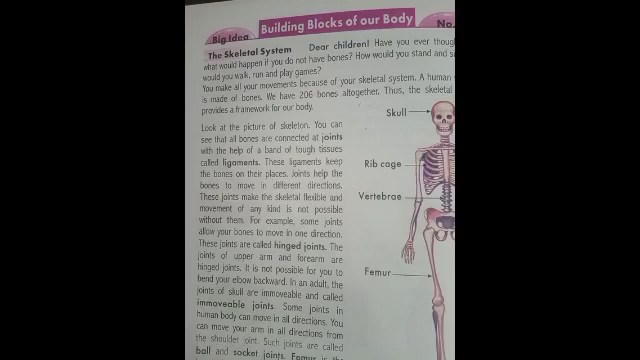 Big Idea
Building Blocks of our Body
No.
The Skeletal System Dear children! Have you ever
what would happen if you do not have bones? How would you stand and
would you walk, run and play games?
You make all your movements because of your skeletal system. A human
is made of bones. We have 206 bones altogether. Thus, the skeletal
provides a framework for our body.
Look at the picture of skeleton. You can
see that all bones are connected at joints
with the help of a band of tough tissues
called ligaments. These ligaments keep
the bones on their places. Joints help the
bones to move in different directions.
These joints make the skeletal flexible and
movement of any kind is not possible
without them. For example, some joints
allow your bones to move in one direction.
These joints are called hinged joints. The
joints of upper arm and forearm are
hinged joints. It is not possible for you to
bend your elbow backward. In an adult, the
joints of skull are immoveable and called
immoveable joints. Some joints in
human body can move in all directions. You
can move your arm in all directions from
the shoulder Such joints are called
ball and socket joints. Femur is the
Skull
Rib cage
Vertebrae
Femur